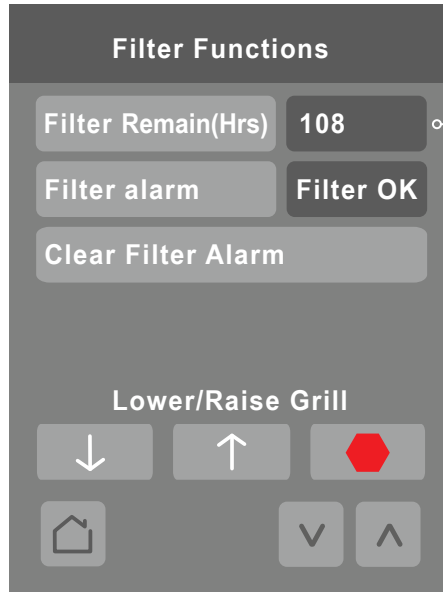 Filter Functions
Filter Remain(Hrs) 108
Filter alarm Filter OK
Clear Filter Alarm
Lower/Raise Grill